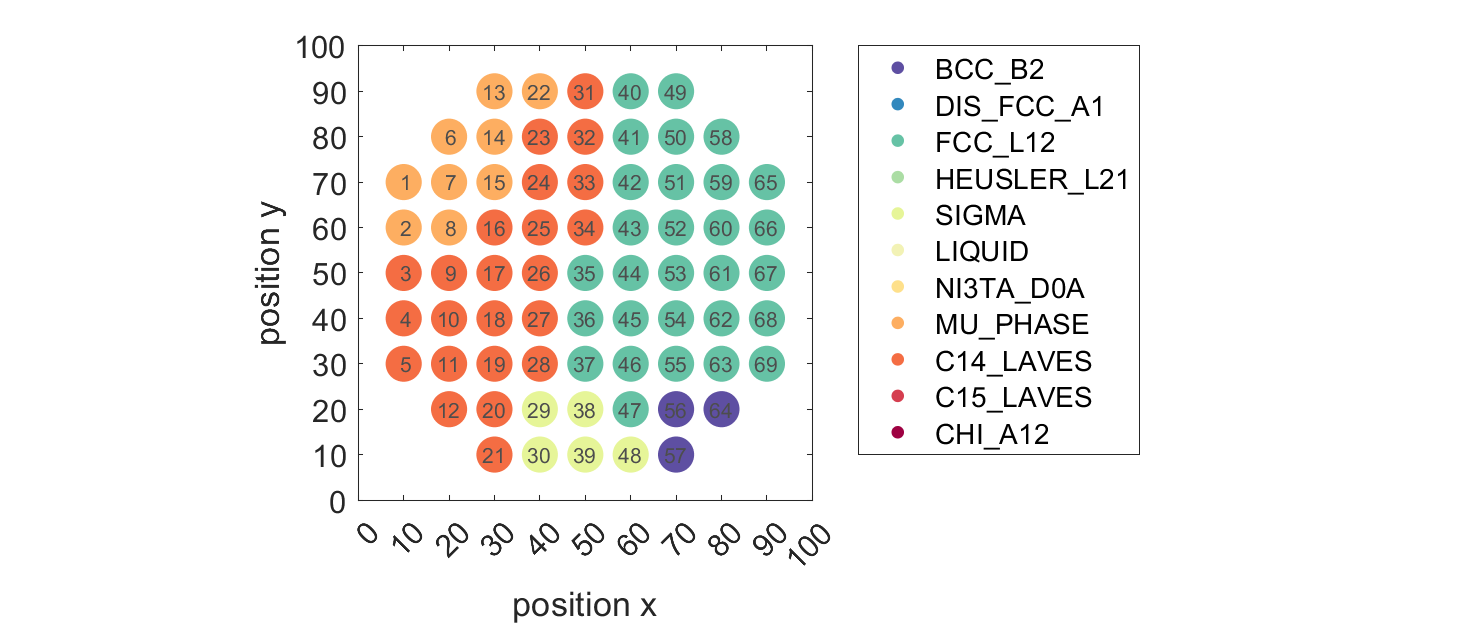 100
90
80
70
60
50
40
30
20
10
0
position y
13 22 31 40 49
6 14 23 32 41 50 58
1 7 15 24 33 42 51 59 65
2 8 16 25 34 43 52 60 66
3 9 17 26 35 44 53 61 67
4 10 18 27 36 45 54 62 68
5 11 19 28 37 46 55 63 69
12 20 29 38 47 56 64
21 30 39 48 57
0 10 20 30 40 50 60 70 80 90 100
position x
BCC_B2
DIS_FCC_A1
FCC_L12
HEUSLER_L21
SIGMA
LIQUID
NI3TA_D0A
MU_PHASE
C14_LAVES
C15_LAVES
CHI_A12